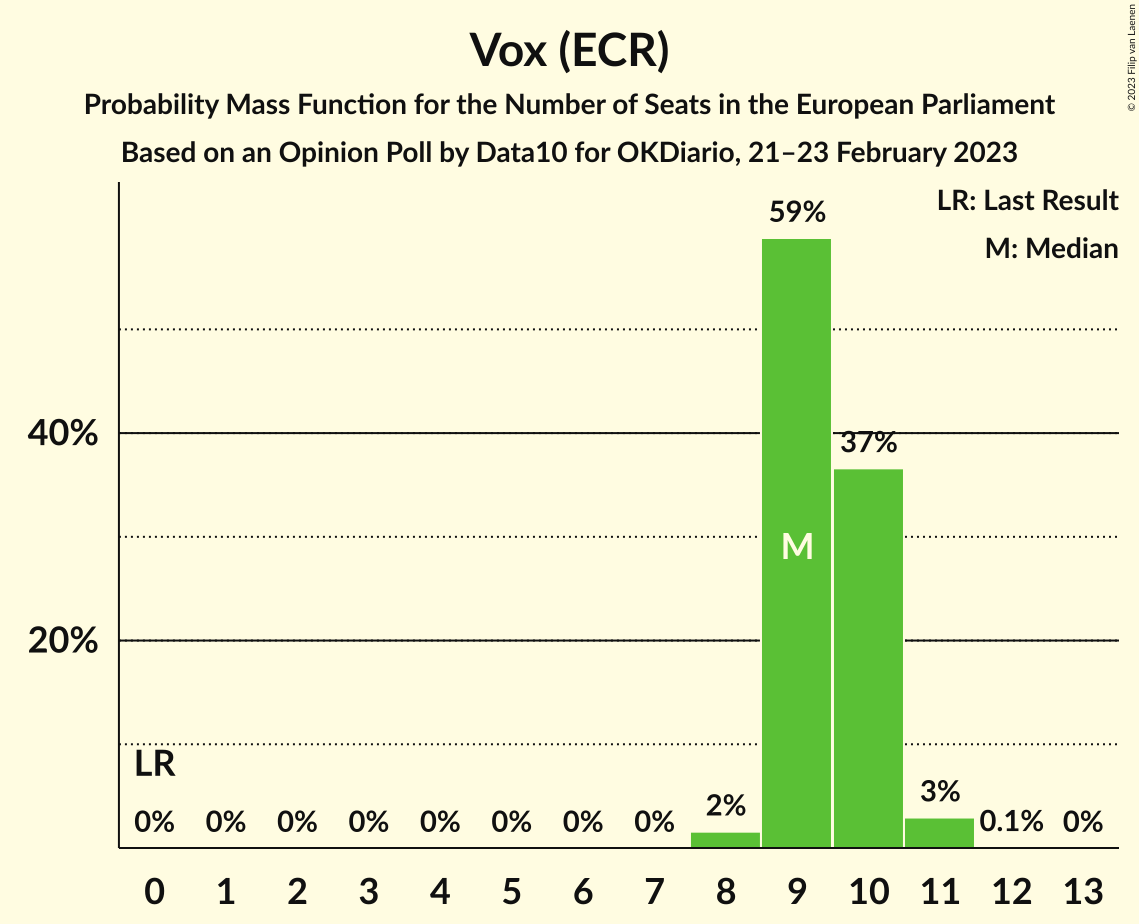 Vox (ECR)
Probability Mass Function for the Number of Seats in the European Parliament
Based on an Opinion Poll by Data10 for OKDiario, 21–23 February 2023
© 2023 Filip van Laenen
LR: Last Result
M: Median
59%
40%
37%
M
20%
LR
0% 0% 0% 0% 0% 0% 0% 0% 2% 3% 0.1% 0%
0 1 2 3 4 5 6 7 8 9 10 11 12 13